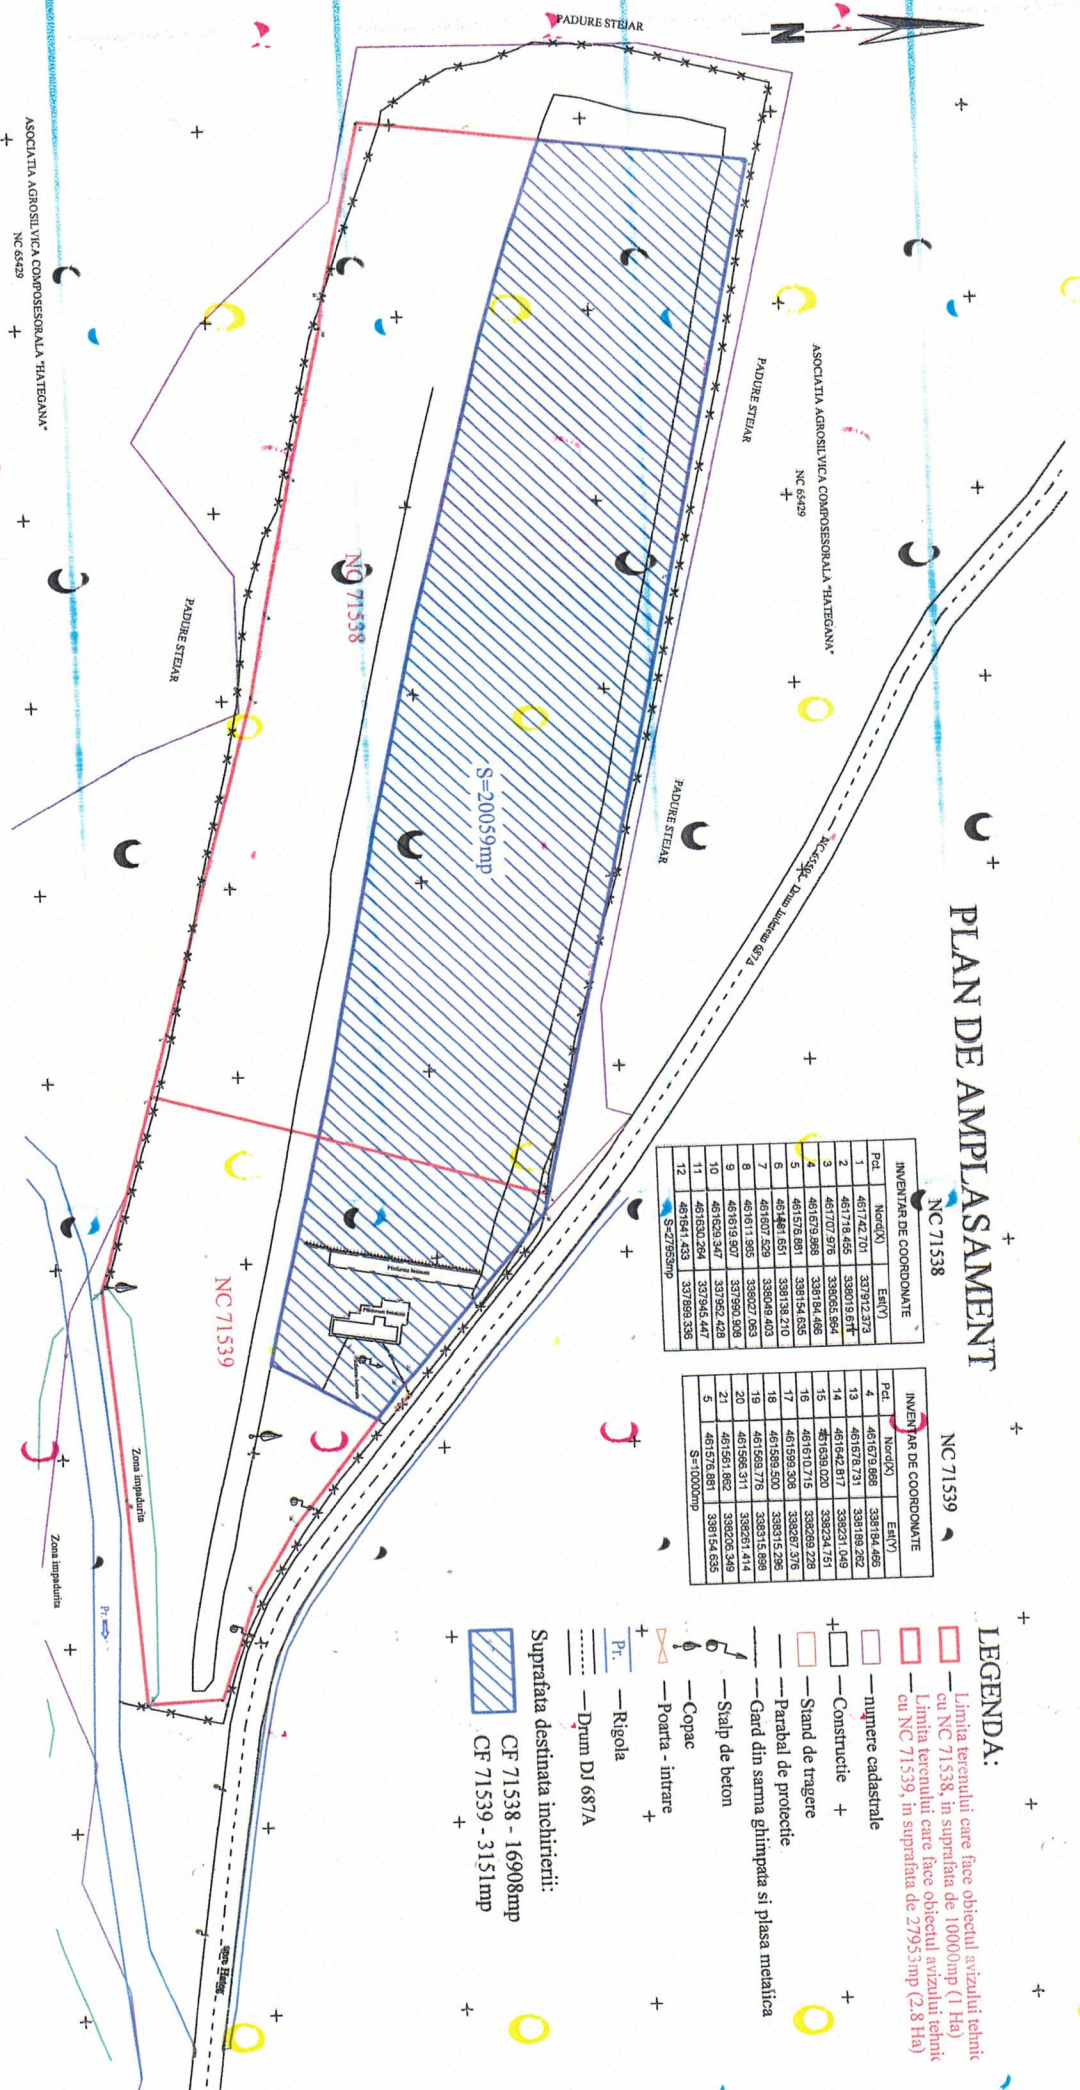 PLAN DE AMPLASAMENT
N
PADURE STEJAR
ASOCIATIA AGROSILVICA COMPOSESORALA "HATEGANA"
NC 65429
PADURE STEJAR
ASOCIATIA AGROSILVICA COMPOSESORALA "HATEGANA"
NC 65429
PADURE STEJAR
PADURE STEJAR
NC 71538
S=20059mp
Drum Judetean 687A
NC 71539
Zona impadurita
Zona impadurita
Pr.
spre Hateg
NC 71538
INVENTAR DE COORDONATE
Pct. Nord(X) Est(Y)
1 461742.701 337912.373
2 461718.455
3 461707.976 338065.964
4 461679.868 338184.466
5 461576.881 338154.635
6 338138.210
7 461607.529 338049.403
8 461611.965 338027.063
9 461619.907 337990.908
10 461629.347 337952.428
11 461630.264 337945.447
12 461641.433 337899.336
S=27953mp
NC 71539
INVENTAR DE COORDONATE
Pct. Nord(X) Est(Y)
4 461679.868 338184.466
13 461678.731 338189.262
14 461642.817 338231.049
15 461639.020 338234.751
16 461610.715 338269.228
17 461599.308 338287.376
18 461589.500 338315.296
19 461569.776 338315.898
20 461566.311 338261.414
21 461561.862 338206.349
5 461576.881 338154.635
S=10000mp
LEGENDA:
Limita terenului care face obiectul avizului tehnic
cu NC 71538, in suprafata de 10000mp (1 Ha)
Limita terenului care face obiectul avizului tehnic
cu NC 71539, in suprafata de 27953mp (2.8 Ha)
numere cadastrale
Constructie
Stand de tragere
Parabal de protectie
Gard din sarma ghimpata si plasa metalica
Stalp de beton
Copac
Poarta - intrare
Pr. Rigola
Drum DJ 687A
Suprafata destinata inchirierii:
CF 71538 - 16908mp
CF 71539 - 3151mp